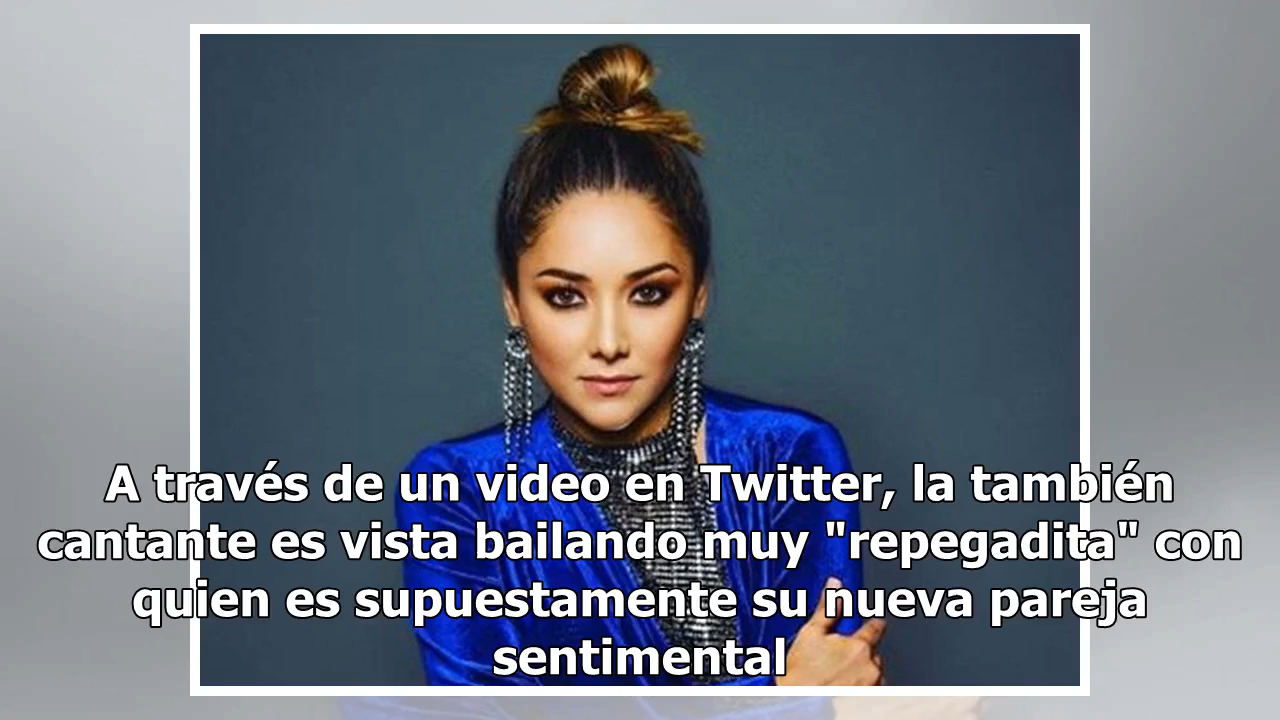 A través de un video en Twitter, la también
cantante es vista bailando muy "repegadita" con
quien es supuestamente su nueva pareja
sentimental